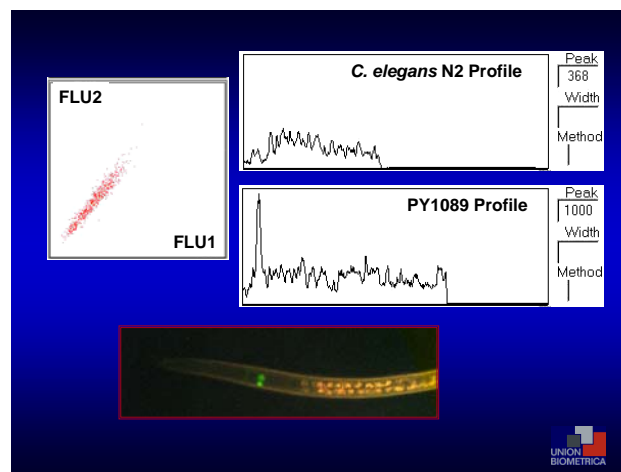 FLU2
FLU1
C. elegans N2 Profile
Peak
368
Width
Method
PY1089 Profile
Peak
1000
Width
Method
UNION
BIOMETRICA